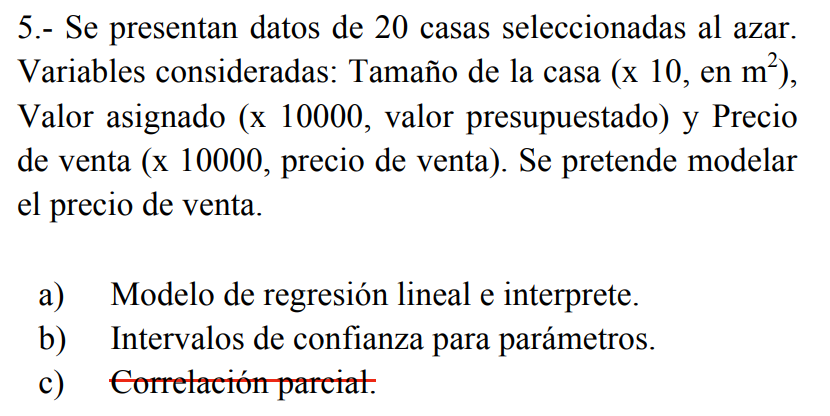 5.- Se presentan datos de 20 casas seleccionadas al azar.
Variables consideradas: Tamaño de la casa (x 10, en m²),
Valor asignado (x 10000, valor presupuestado) y Precio
de venta (x 10000, precio de venta). Se pretende modelar
el precio de venta.
a) Modelo de regresión lineal e interprete.
b) Intervalos de confianza para parámetros.
c) Correlación parcial.